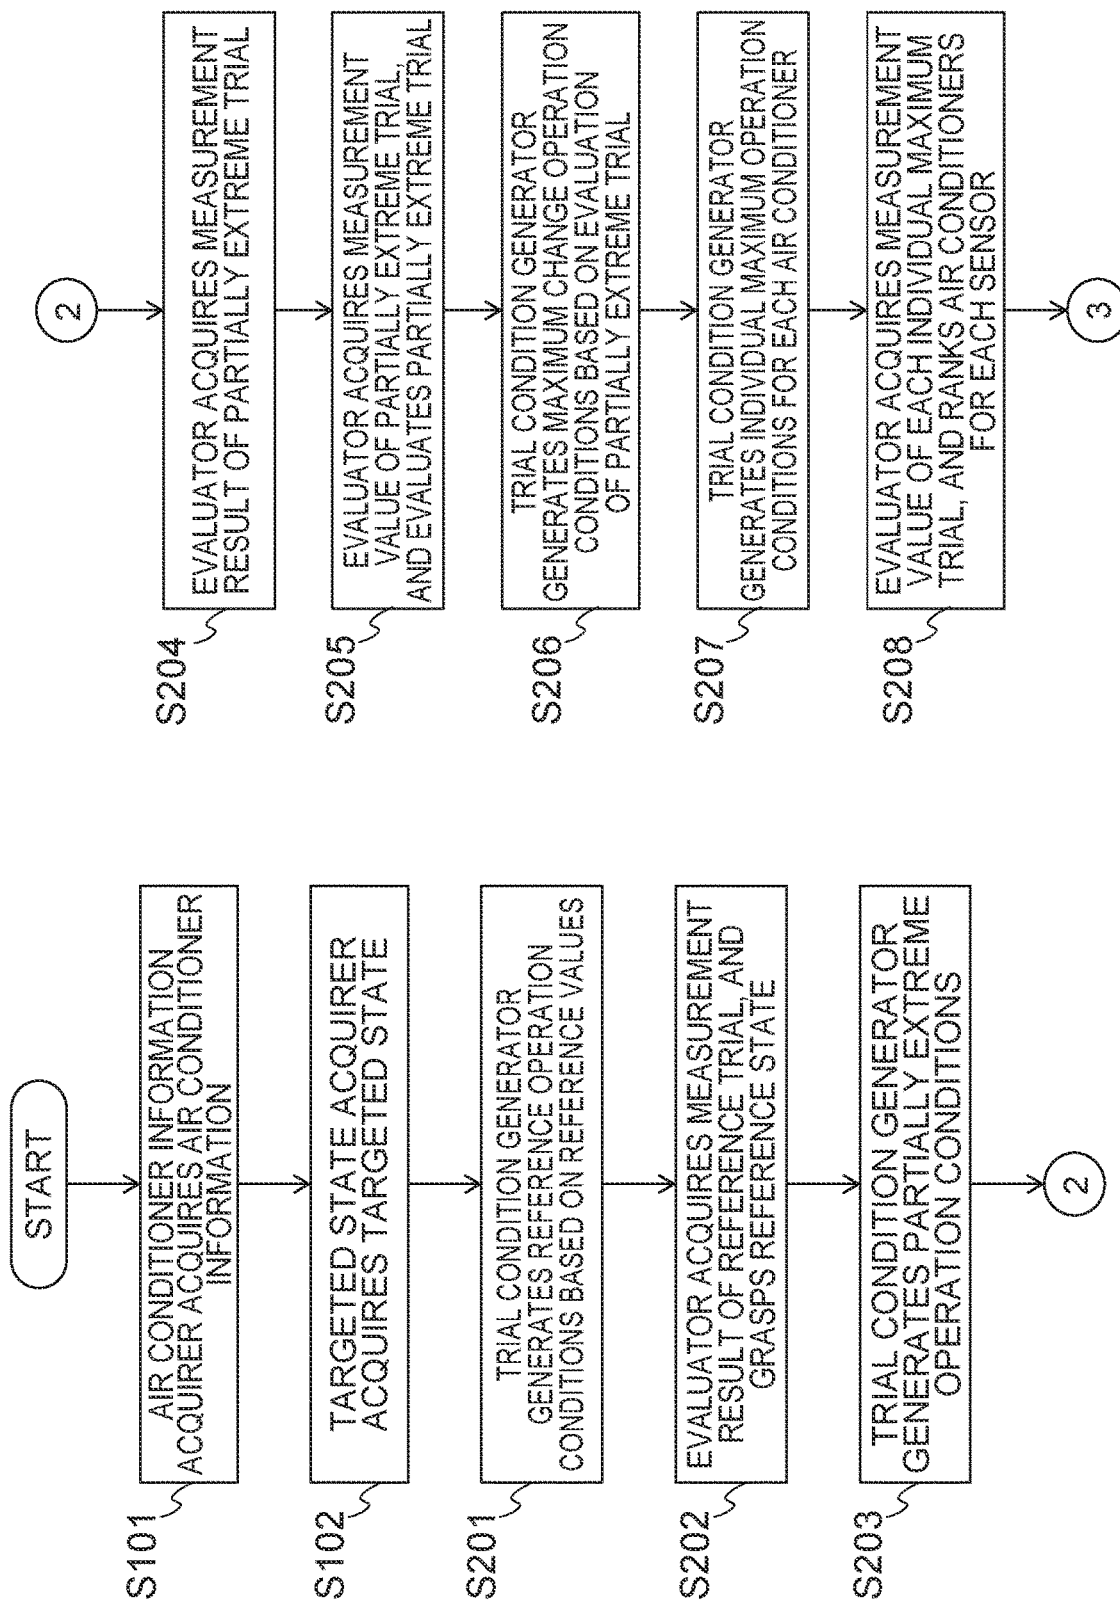 START
S101
AIR CONDITIONER INFORMATION
ACQUIRER ACQUIRES AIR CONDITIONER
INFORMATION
S102
TARGETED STATE ACQUIRER
ACQUIRES TARGETED STATE
S201
TRIAL CONDITION GENERATOR
GENERATES REFERENCE OPERATION
CONDITIONS BASED ON REFERENCE VALUES
S202
EVALUATOR ACQUIRES MEASUREMENT
RESULT OF REFERENCE TRIAL, AND
GRASPS REFERENCE STATE
S203
TRIAL CONDITION GENERATOR
GENERATES PARTIALLY EXTREME
OPERATION CONDITIONS
2
2
S204
EVALUATOR ACQUIRES MEASUREMENT
RESULT OF PARTIALLY EXTREME TRIAL
S205
EVALUATOR ACQUIRES MEASUREMENT
VALUE OF PARTIALLY EXTREME TRIAL,
AND EVALUATES PARTIALLY EXTREME TRIAL
S206
TRIAL CONDITION GENERATOR
GENERATES MAXIMUM CHANGE OPERATION
CONDITIONS BASED ON EVALUATION
OF PARTIALLY EXTREME TRIAL
S207
TRIAL CONDITION GENERATOR
GENERATES INDIVIDUAL MAXIMUM OPERATION
CONDITIONS FOR EACH AIR CONDITIONER
S208
EVALUATOR ACQUIRES MEASUREMENT
VALUE OF EACH INDIVIDUAL MAXIMUM
TRIAL, AND RANKS AIR CONDITIONERS
FOR EACH SENSOR
3